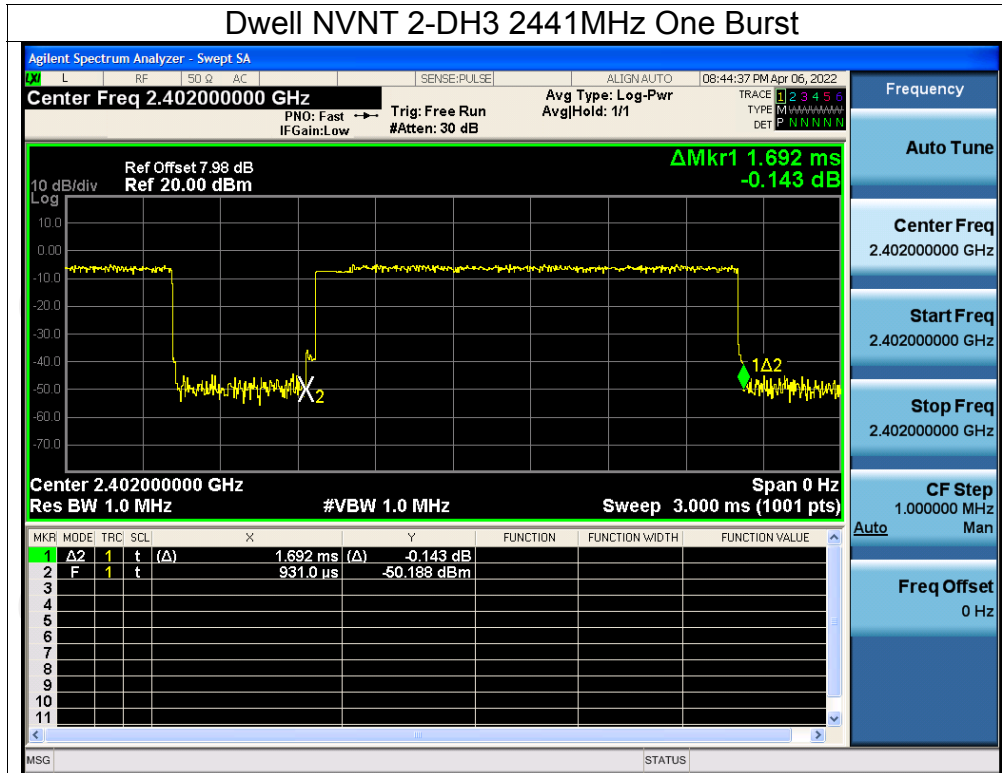 Dwell NVNT 2-DH3 2441MHz One Burst
Agilent Spectrum Analyzer - Swept SA
LXI L RF 50 Ω AC SENSE:PULSE ALIGN AUTO 08:44:37 PM Apr 06, 2022
Center Freq 2.402000000 GHz
PNO: Fast
IFGain:Low
Trig: Free Run
#Atten: 30 dB
Avg Type: Log-Pwr
Avg|Hold: 1/1
TRACE 1 2 3 4 5 6
TYPE M WWWWW
DET P N N N N N
ΔMkr1 1.692 ms
-0.143 dB
Ref Offset 7.98 dB
10 dB/div Ref 20.00 dBm
Log
10.0
0.00
-10.0
-20.0
-30.0
-40.0
-50.0
-60.0
-70.0
1Δ2
2
Center 2.402000000 GHz Span 0 Hz
Res BW 1.0 MHz #VBW 1.0 MHz Sweep 3.000 ms (1001 pts)
MKR MODE TRC SCL X Y FUNCTION FUNCTION WIDTH FUNCTION VALUE
1 Δ2 1 t (Δ) 1.692 ms (Δ) -0.143 dB
2 F 1 t 931.0 µs -50.188 dBm
3
4
5
6
7
8
9
10
11
MSG STATUS
Frequency
Auto Tune
Center Freq
2.402000000 GHz
Start Freq
2.402000000 GHz
Stop Freq
2.402000000 GHz
CF Step
1.000000 MHz
Auto Man
Freq Offset
0 Hz